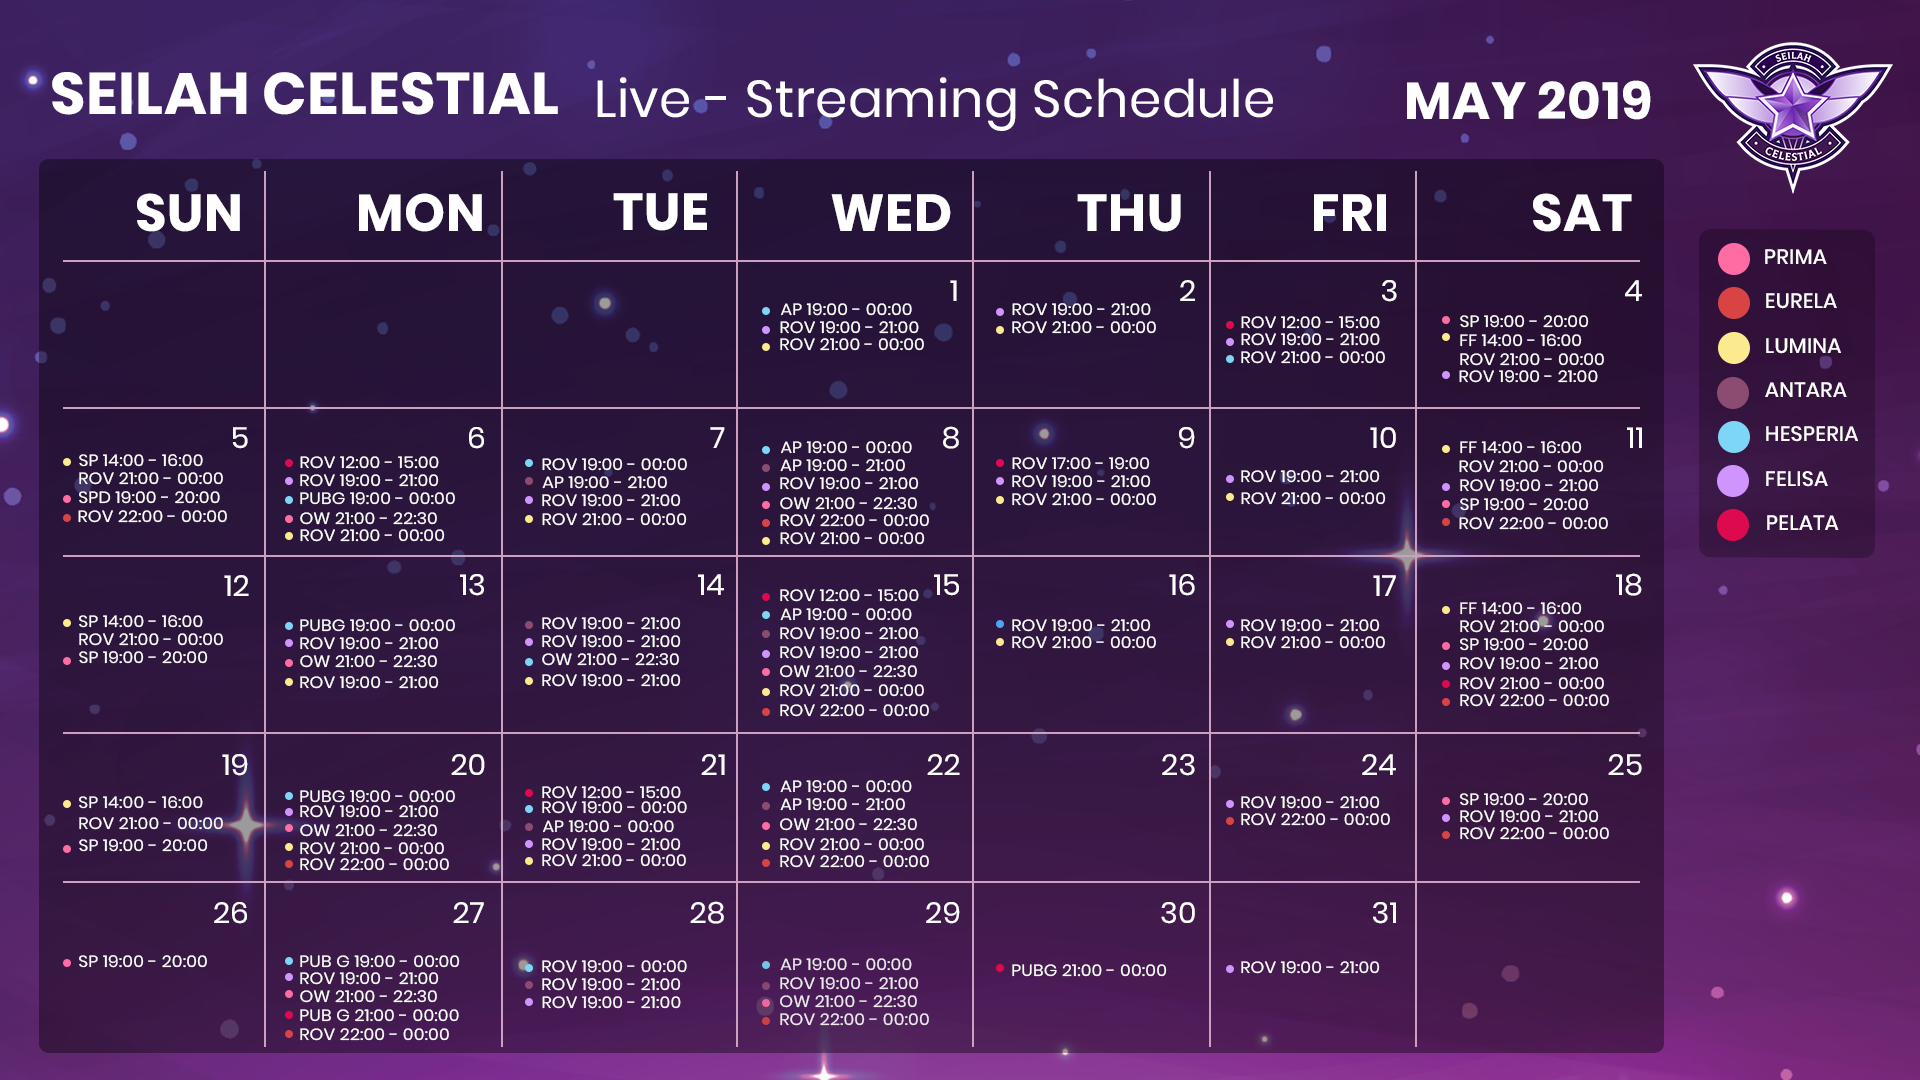 SEILAH CELESTIAL Live - Streaming Schedule MAY 2019
SEILAH
CELESTIAL
SUN MON TUE WED THU FRI SAT
1
AP 19:00 - 00:00
ROV 19:00 - 21:00
ROV 21:00 - 00:00
2
ROV 19:00 - 21:00
ROV 21:00 - 00:00
3
ROV 12:00 - 15:00
ROV 19:00 - 21:00
ROV 21:00 - 00:00
4
SP 19:00 - 20:00
FF 14:00 - 16:00
ROV 21:00 - 00:00
ROV 19:00 - 21:00
5
SP 14:00 - 16:00
ROV 21:00 - 00:00
SPD 19:00 - 20:00
ROV 22:00 - 00:00
6
ROV 12:00 - 15:00
ROV 19:00 - 21:00
PUBG 19:00 - 00:00
OW 21:00 - 22:30
ROV 21:00 - 00:00
7
ROV 19:00 - 00:00
AP 19:00 - 21:00
ROV 19:00 - 21:00
ROV 21:00 - 00:00
8
AP 19:00 - 00:00
AP 19:00 - 21:00
ROV 19:00 - 21:00
OW 21:00 - 22:30
ROV 22:00 - 00:00
ROV 21:00 - 00:00
9
ROV 17:00 - 19:00
ROV 19:00 - 21:00
ROV 21:00 - 00:00
10
ROV 19:00 - 21:00
ROV 21:00 - 00:00
11
FF 14:00 - 16:00
ROV 21:00 - 00:00
ROV 19:00 - 21:00
SP 19:00 - 20:00
ROV 22:00 - 00:00
12
SP 14:00 - 16:00
ROV 21:00 - 00:00
SP 19:00 - 20:00
13
PUBG 19:00 - 00:00
ROV 19:00 - 21:00
OW 21:00 - 22:30
ROV 19:00 - 21:00
14
ROV 19:00 - 21:00
ROV 19:00 - 21:00
OW 21:00 - 22:30
ROV 19:00 - 21:00
15
ROV 12:00 - 15:00
AP 19:00 - 00:00
ROV 19:00 - 21:00
ROV 19:00 - 21:00
OW 21:00 - 22:30
ROV 21:00 - 00:00
ROV 22:00 - 00:00
16
ROV 19:00 - 21:00
ROV 21:00 - 00:00
17
ROV 19:00 - 21:00
ROV 21:00 - 00:00
18
FF 14:00 - 16:00
ROV 21:00 - 00:00
SP 19:00 - 20:00
ROV 19:00 - 21:00
ROV 21:00 - 00:00
ROV 22:00 - 00:00
19
SP 14:00 - 16:00
ROV 21:00 - 00:00
SP 19:00 - 20:00
20
PUBG 19:00 - 00:00
ROV 19:00 - 21:00
OW 21:00 - 22:30
ROV 21:00 - 00:00
ROV 22:00 - 00:00
21
ROV 12:00 - 15:00
ROV 19:00 - 00:00
AP 19:00 - 00:00
ROV 19:00 - 21:00
ROV 21:00 - 00:00
22
AP 19:00 - 00:00
AP 19:00 - 21:00
OW 21:00 - 22:30
ROV 21:00 - 00:00
ROV 22:00 - 00:00
23
24
ROV 19:00 - 21:00
ROV 22:00 - 00:00
25
SP 19:00 - 20:00
ROV 19:00 - 21:00
ROV 22:00 - 00:00
26
SP 19:00 - 20:00
27
PUB G 19:00 - 00:00
ROV 19:00 - 21:00
OW 21:00 - 22:30
PUB G 21:00 - 00:00
ROV 22:00 - 00:00
28
ROV 19:00 - 00:00
ROV 19:00 - 21:00
ROV 19:00 - 21:00
29
AP 19:00 - 00:00
ROV 19:00 - 21:00
OW 21:00 - 22:30
ROV 22:00 - 00:00
30
PUBG 21:00 - 00:00
31
ROV 19:00 - 21:00
PRIMA
EURELA
LUMINA
ANTARA
HESPERIA
FELISA
PELATA